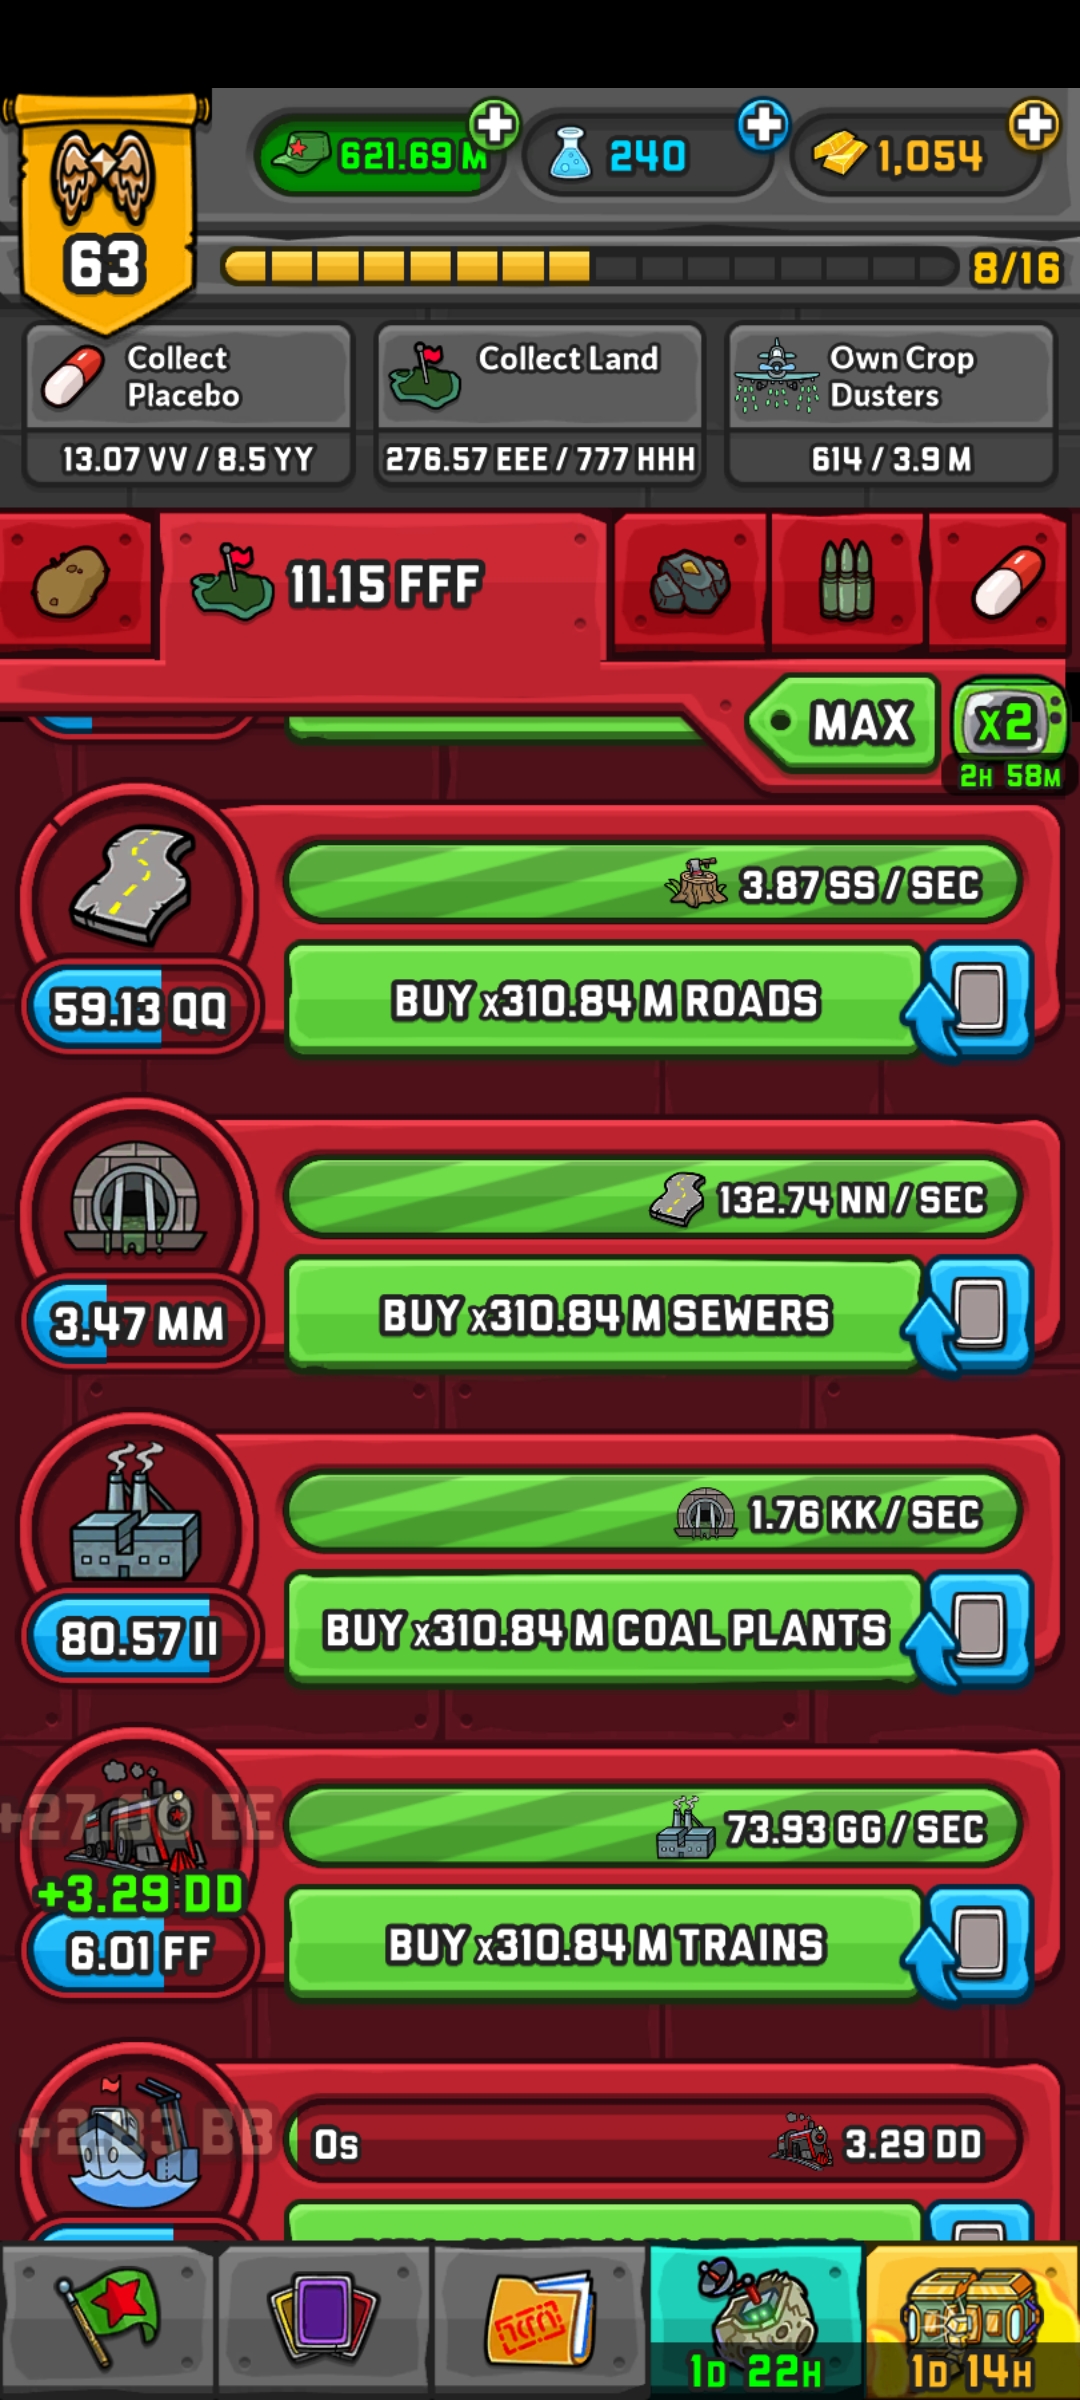 621.69 M
240
1,054
63
8/16
Collect
Placebo
13.07 VV / 8.5 YY
Collect Land
276.57 EEE / 777 HHH
Own Crop
Dusters
614 / 3.9 M
11.15 FFF
MAX
x2
2H 58M
3.87 SS / SEC
59.13 QQ
BUY x310.84 M ROADS
132.74 NN / SEC
3.47 MM
BUY x310.84 M SEWERS
1.76 KK / SEC
80.57 II
BUY x310.84 M COAL PLANTS
73.93 GG / SEC
+3.29 DD
6.01 FF
BUY x310.84 M TRAINS
0s
3.29 DD
1D 22H
1D 14H